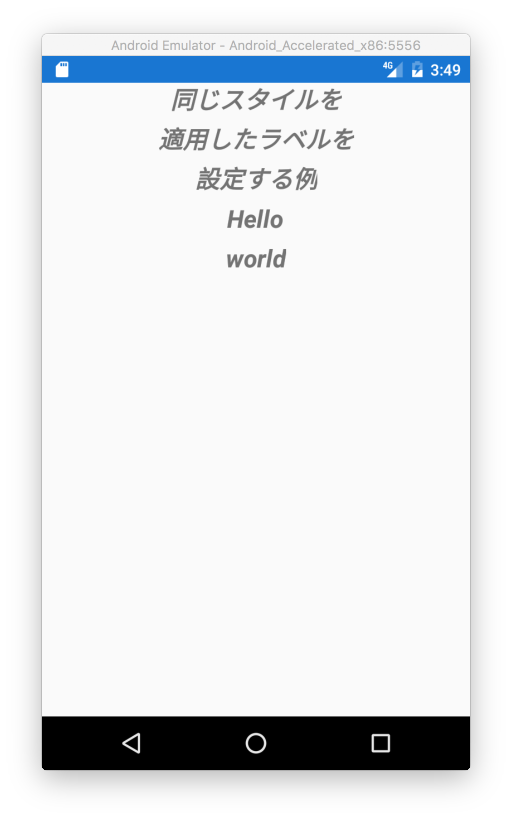 Android Emulator - Android_Accelerated_x86:5556
4G 3:49
同じスタイルを
適用したラベルを
設定する例
Hello
world